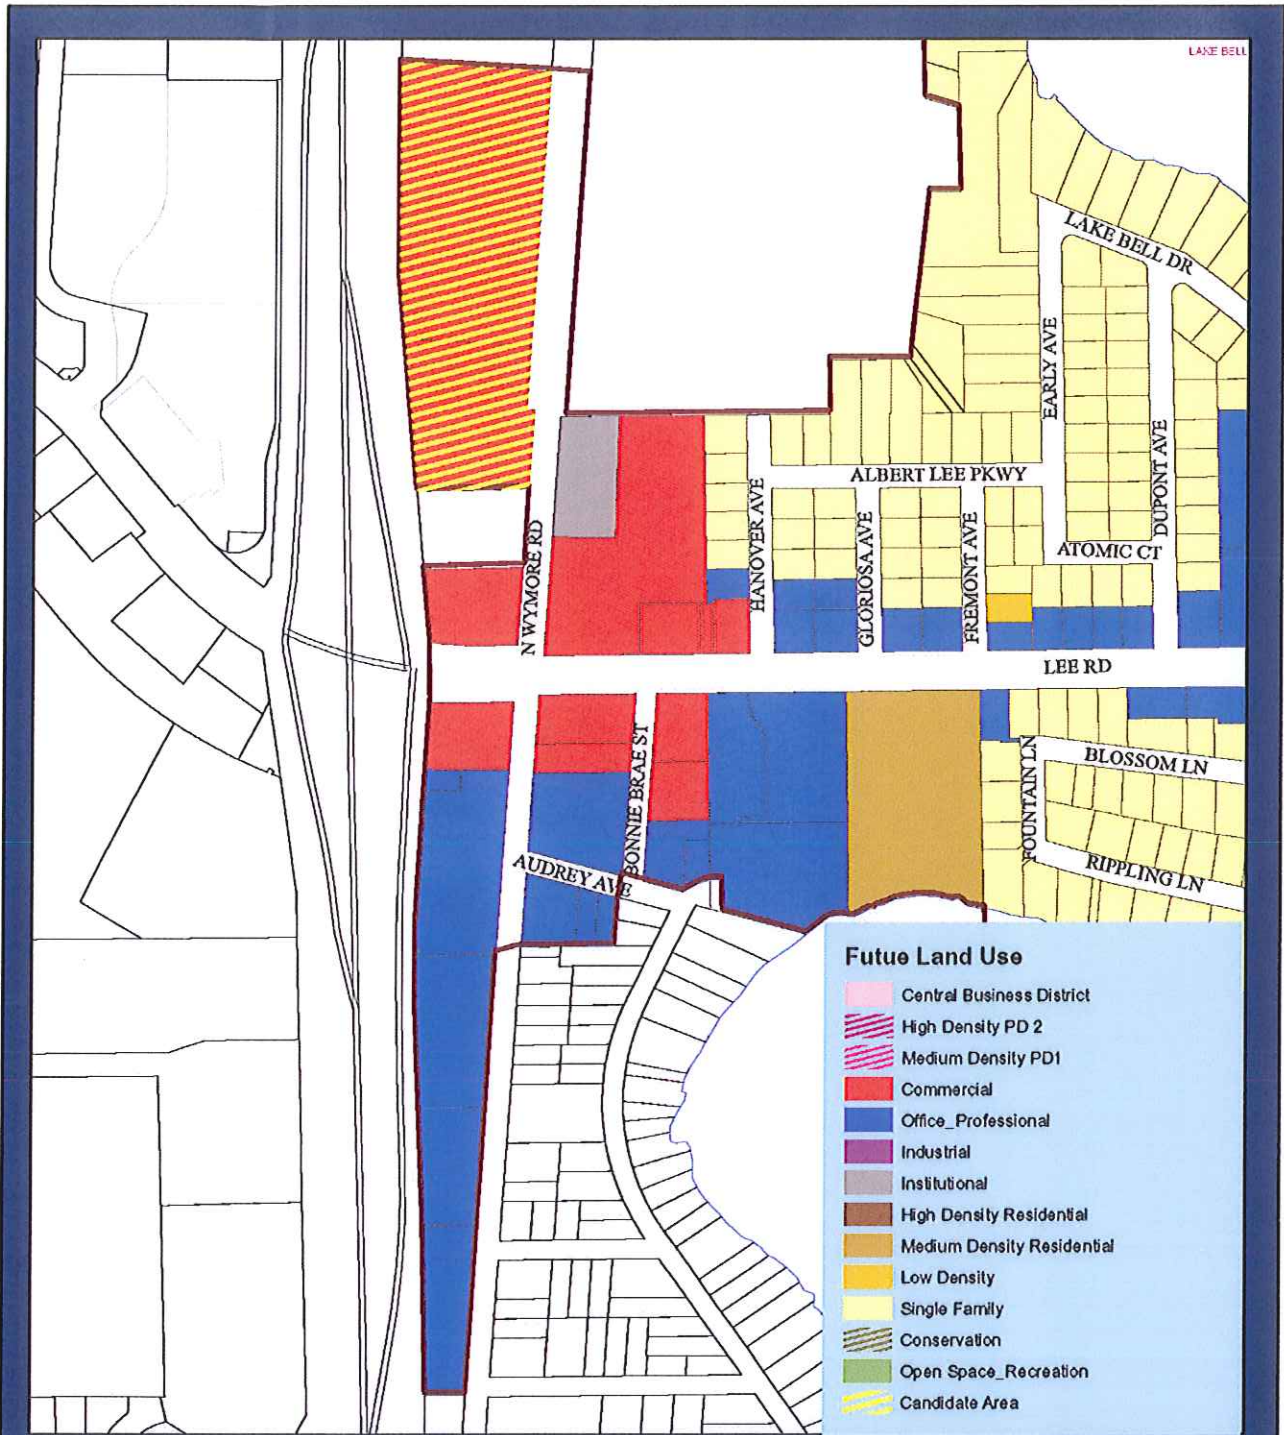 LAKE BELL
LAKE BELL DR
EARLY AVE
DUPONT AVE
ALBERT LEE PKWY
HANOVER AVE
GLORIOSA AVE
FREMONT AVE
ATOMIC CT
N WYMORE RD
LEE RD
BONNIE BRAE ST
FOUNTAIN LN
BLOSSOM LN
AUDREY AVE
RIPPLING LN
Futue Land Use
Central Business District
High Density PD 2
Medium Density PD1
Commercial
Office_Professional
Industrial
Institutional
High Density Residential
Medium Density Residential
Low Density
Single Family
Conservation
Open Space_Recreation
Candidate Area